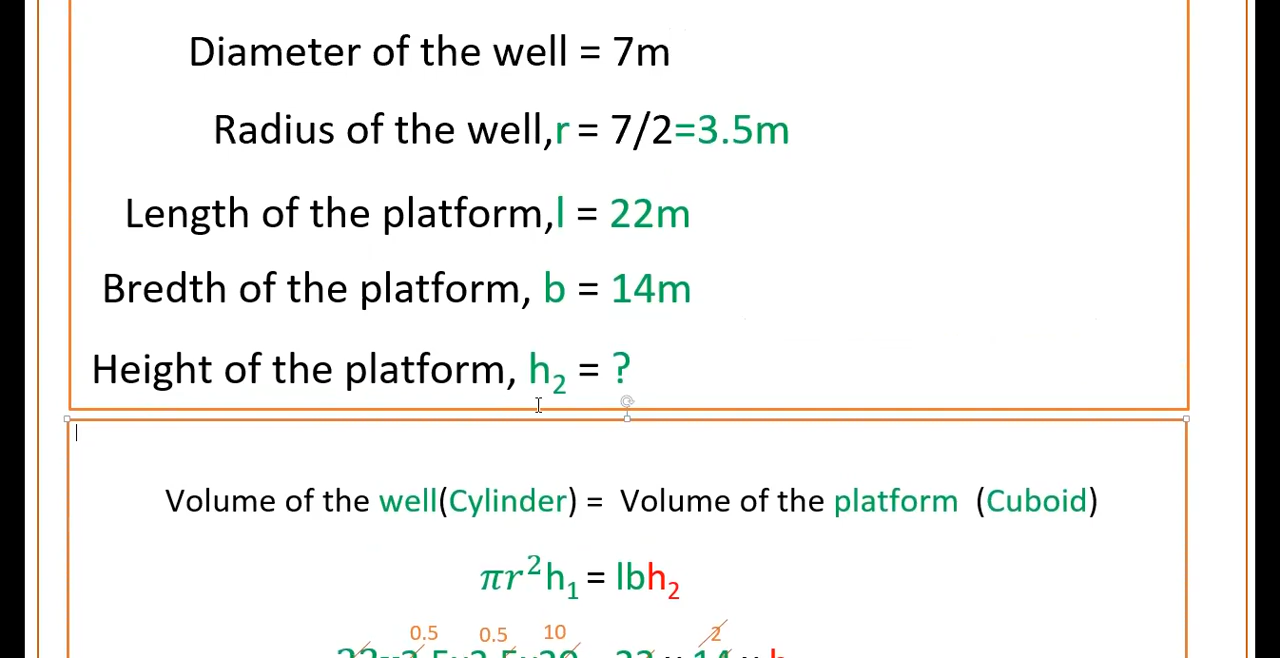 Diameter of the well = 7m
Radius of the well,r = 7/2=3.5m
Length of the platform,l = 22m
Bredth of the platform, b = 14m
Height of the platform, h₂ = ?
Volume of the well(Cylinder) = Volume of the platform (Cuboid)
πr²h₁ = lbh₂
0.5 0.5 10 2